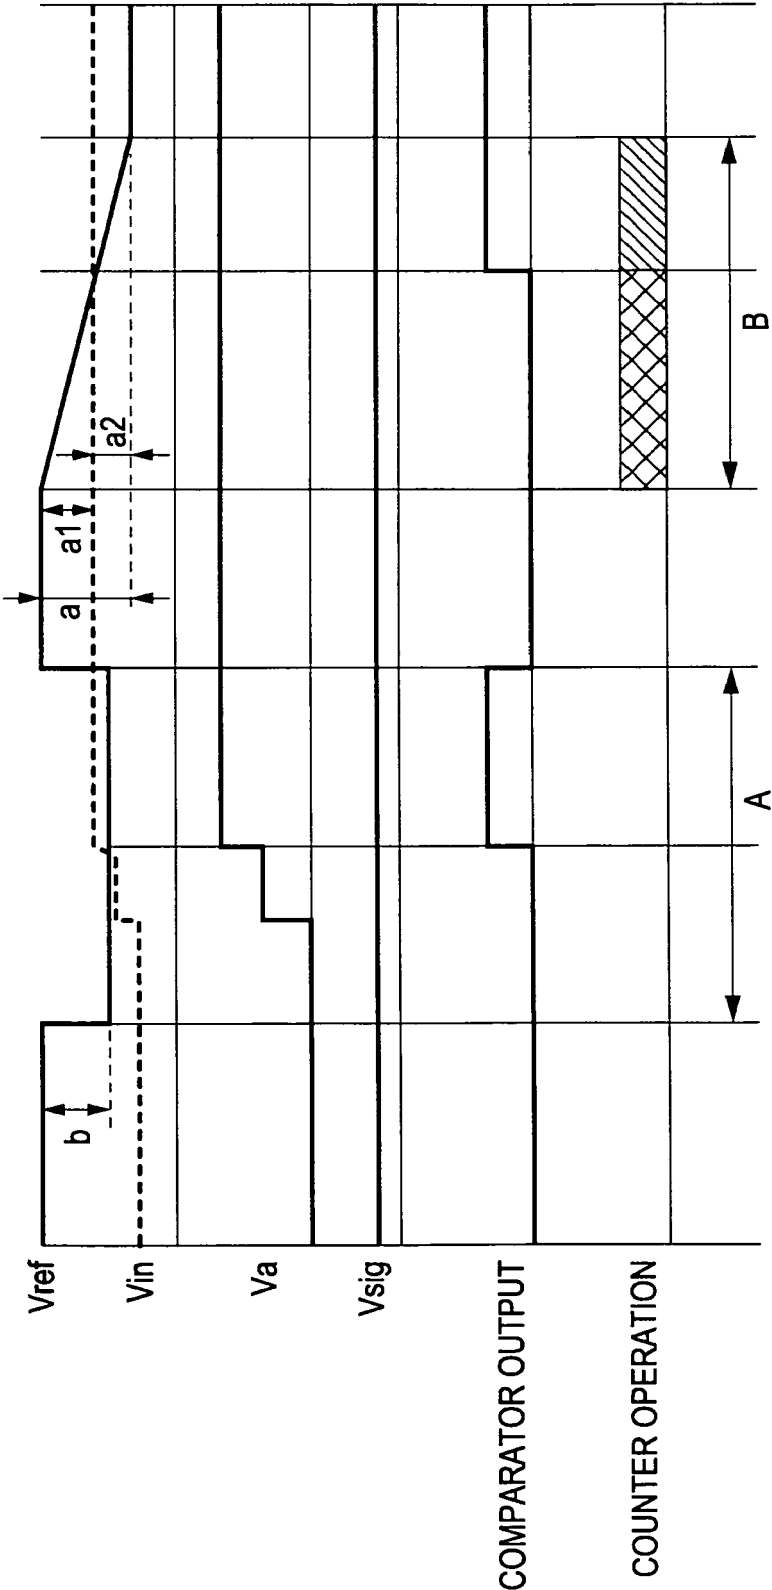 Vref
Vin
Va
Vsig
COMPARATOR OUTPUT
COUNTER OPERATION
b
a
a1
a2
A
B